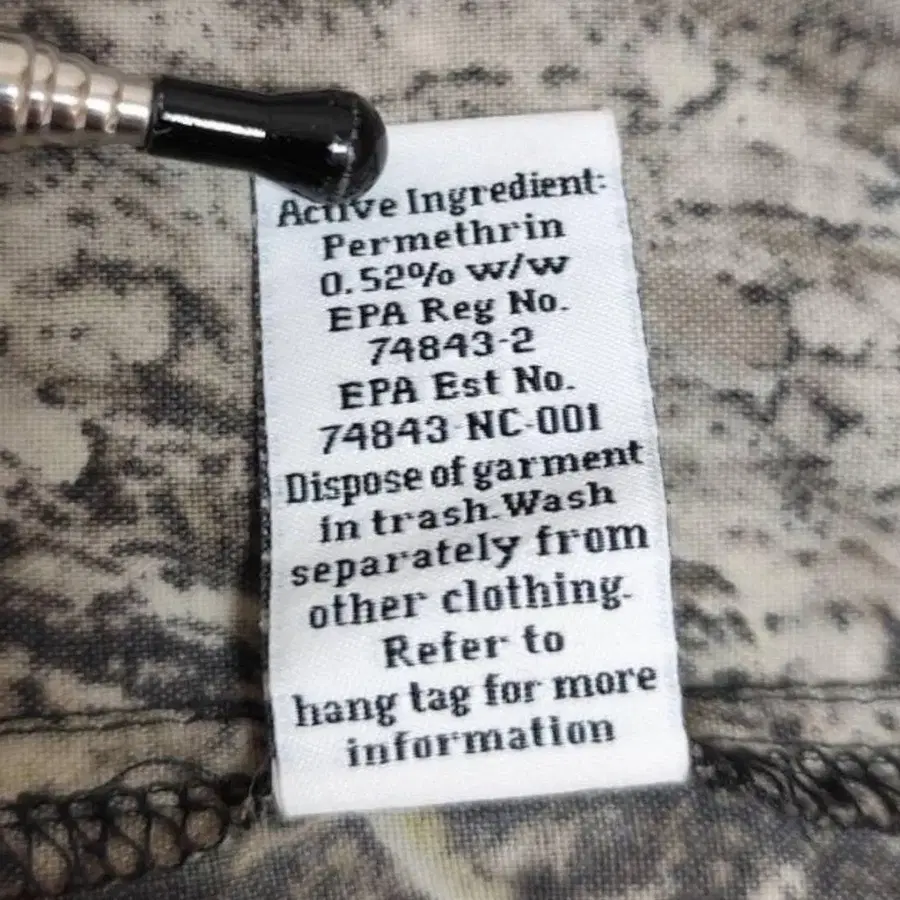 Active Ingredient:
Permethrin
0.52% w/w
EPA Reg No.
74843-2
EPA Est No.
74843-NC-001
Dispose of garment
in trash.Wash
separately from
other clothing.
Refer to
hang tag for more
information